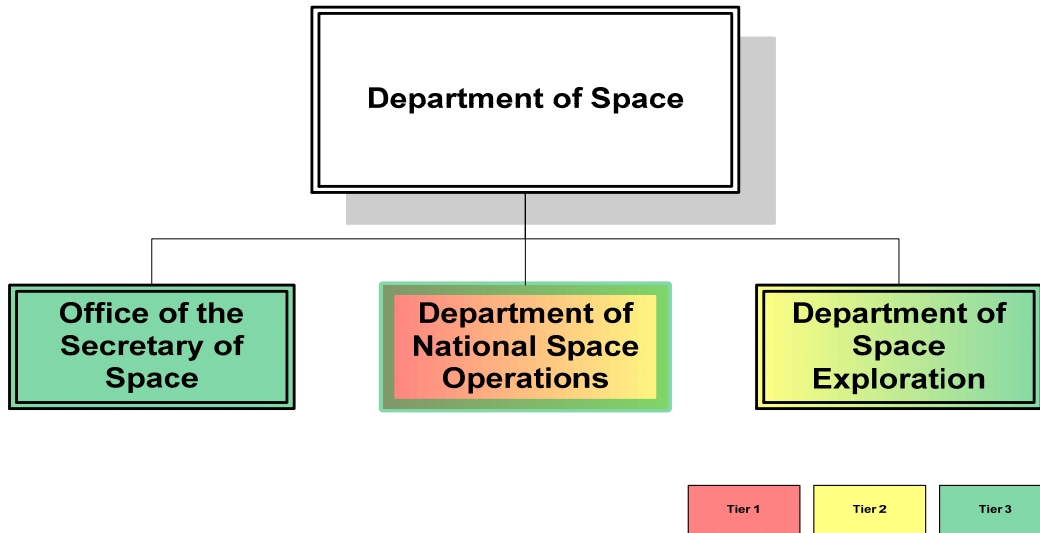 Department of Space
Office of the
Secretary of
Space
Department of
National Space
Operations
Department of
Space
Exploration
Tier 1
Tier 2
Tier 3